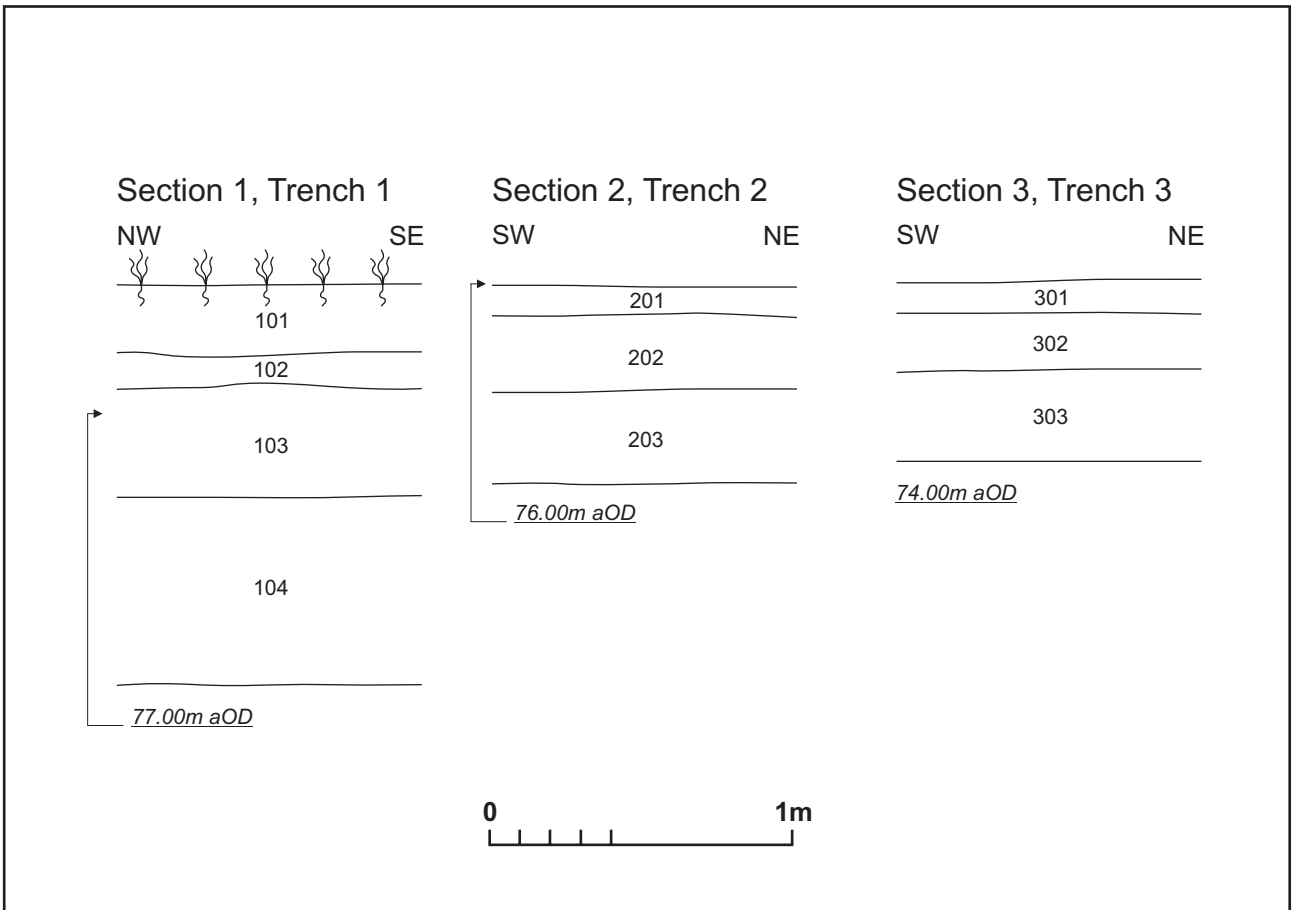 Section 1, Trench 1
NW SE
101
102
103
104
77.00m aOD
Section 2, Trench 2
SW NE
201
202
203
76.00m aOD
Section 3, Trench 3
SW NE
301
302
303
74.00m aOD
0 1m